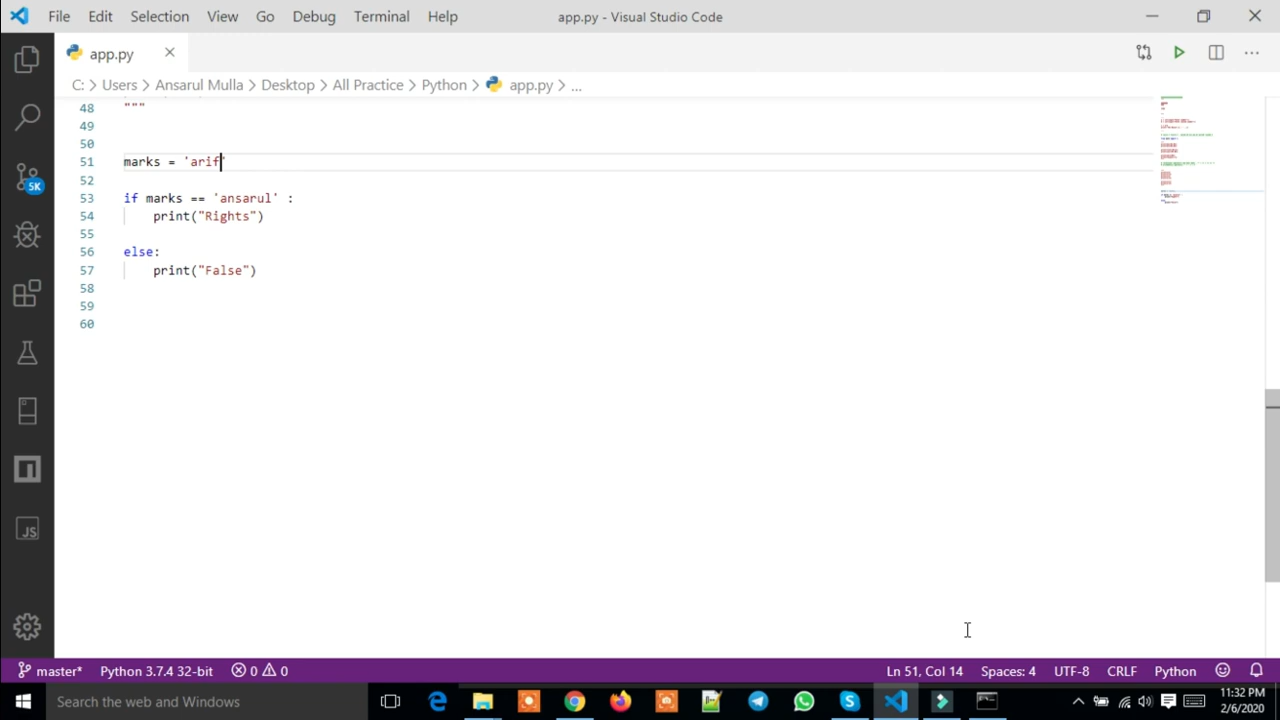 File Edit Selection View Go Debug Terminal Help app.py - Visual Studio Code
app.py
C: > Users > Ansarul Mulla > Desktop > All Practice > Python > app.py > ...
48 """
49
50
51 marks = 'arif'
52
53 if marks == 'ansarul' :
54 print("Rights")
55
56 else:
57 print("False")
58
59
60
5K
JS
master* Python 3.7.4 32-bit 0 0 Ln 51, Col 14 Spaces: 4 UTF-8 CRLF Python
Search the web and Windows
11:32 PM
2/6/2020